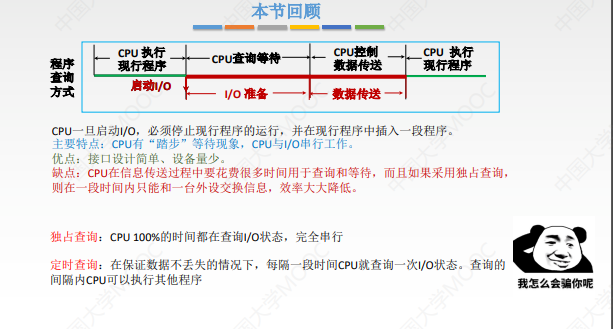 本节回顾
程序
查询
方式
CPU 执行
现行程序
CPU查询等待
CPU控制
数据传送
CPU 执行
现行程序
启动I/O
I/O 准备
数据传送
CPU一旦启动I/O，必须停止现行程序的运行，并在现行程序中插入一段程序。
主要特点：CPU有“踏步”等待现象，CPU与I/O串行工作。
优点：接口设计简单、设备量少。
缺点：CPU在信息传送过程中要花费很多时间用于查询和等待，而且如果采用独占查询，
则在一段时间内只能和一台外设交换信息，效率大大降低。
独占查询：CPU 100%的时间都在查询I/O状态，完全串行
定时查询：在保证数据不丢失的情况下，每隔一段时间CPU就查询一次I/O状态。查询的
间隔内CPU可以执行其他程序
我怎么会骗你呢
中国大学MOOC